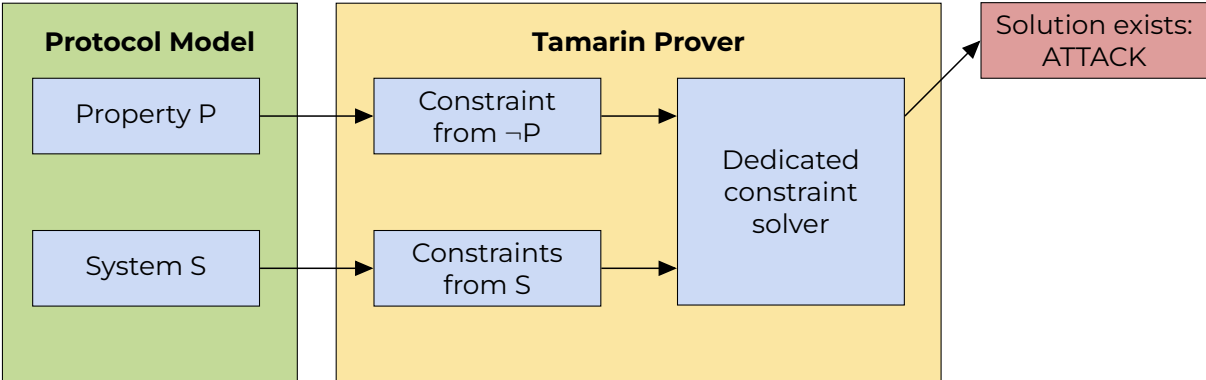 Protocol Model
Tamarin Prover
Solution exists:
ATTACK
Property P
Constraint
from ¬P
Dedicated
constraint
solver
System S
Constraints
from S